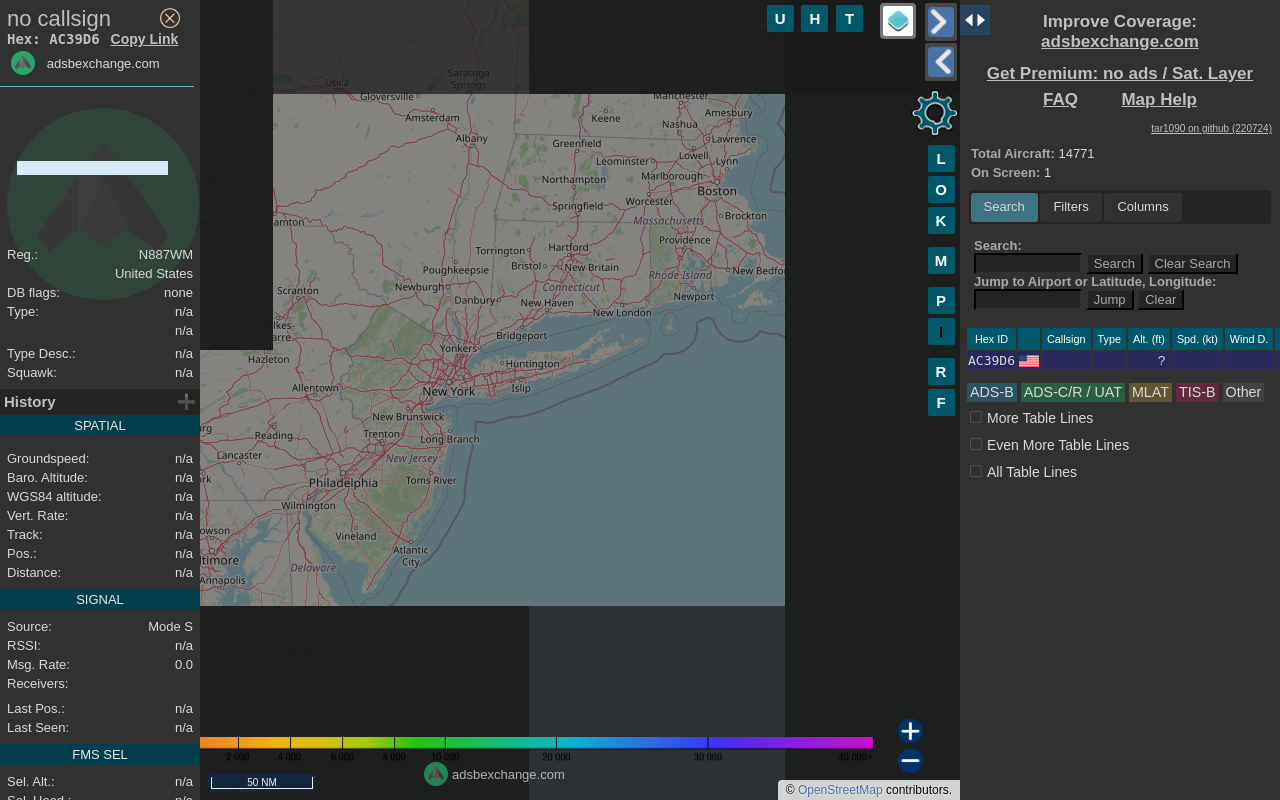 no callsign
Hex: AC39D6 Copy Link
adsbexchange.com
Reg.: N887WM
United States
DB flags: none
Type: n/a
n/a
Type Desc.: n/a
Squawk: n/a
History
SPATIAL
Groundspeed: n/a
Baro. Altitude: n/a
WGS84 altitude: n/a
Vert. Rate: n/a
Track: n/a
Pos.: n/a
Distance: n/a
SIGNAL
Source: Mode S
RSSI: n/a
Msg. Rate: 0.0
Receivers:
Last Pos.: n/a
Last Seen: n/a
FMS SEL
Sel. Alt.: n/a
Sel. Head.: n/a
U H T
L
O
K
M
P
I
R
F
Utica
Saratoga
Springs
Gloversville
Manchester
Amsterdam
Keene
Amesbury
Nashua
Albany
Lawrence
Greenfield
Lowell
Leominster
Lynn
Northampton
Marlborough
Boston
Springfield
Worcester
Brockton
Massachusetts
Providence
Hartford
Torrington
Bristol
New Britain
Poughkeepsie
Rhode Island
New Bedfor
Newburgh
Connecticut
Scranton
Danbury
New Haven
Newport
New London
Bridgeport
Yonkers
Hazleton
Huntington
Allentown
New York
Islip
New Brunswick
Reading
Trenton
Long Branch
Lancaster
New Jersey
Philadelphia
Toms River
Wilmington
Vineland
Atlantic
City
Delaware
Annapolis
2 000 4 000 6 000 8 000 10 000 20 000 30 000 40 000+
50 NM
adsbexchange.com
© OpenStreetMap contributors.
Improve Coverage:
adsbexchange.com
Get Premium: no ads / Sat. Layer
FAQ Map Help
tar1090 on github (220724)
Total Aircraft: 14771
On Screen: 1
Search Filters Columns
Search:
Search Clear Search
Jump to Airport or Latitude, Longitude:
Jump Clear
Hex ID Callsign Type Alt. (ft) Spd. (kt) Wind D.
AC39D6 ?
ADS-B ADS-C/R / UAT MLAT TIS-B Other
More Table Lines
Even More Table Lines
All Table Lines